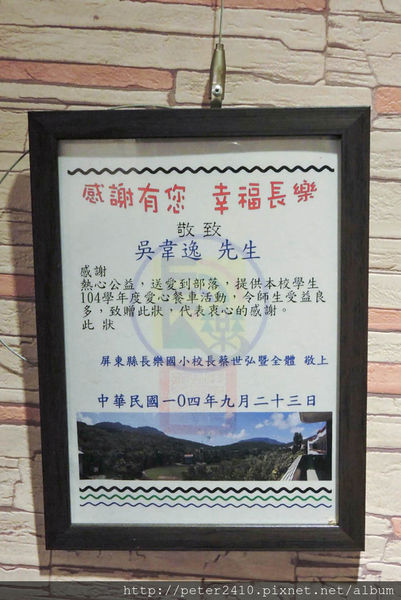 感謝有您 幸福長樂
敬致
吳韋逸 先生
感謝
熱心公益，送愛到部落，提供本校學生
104學年度愛心餐車活動，令師生受益良
多，致贈此狀，代表衷心的感謝。
此 狀
屏東縣長樂國小校長蔡世弘暨全體 敬上
中華民國一0四年九月二十三日
http://peter2410.pixnet.net/album